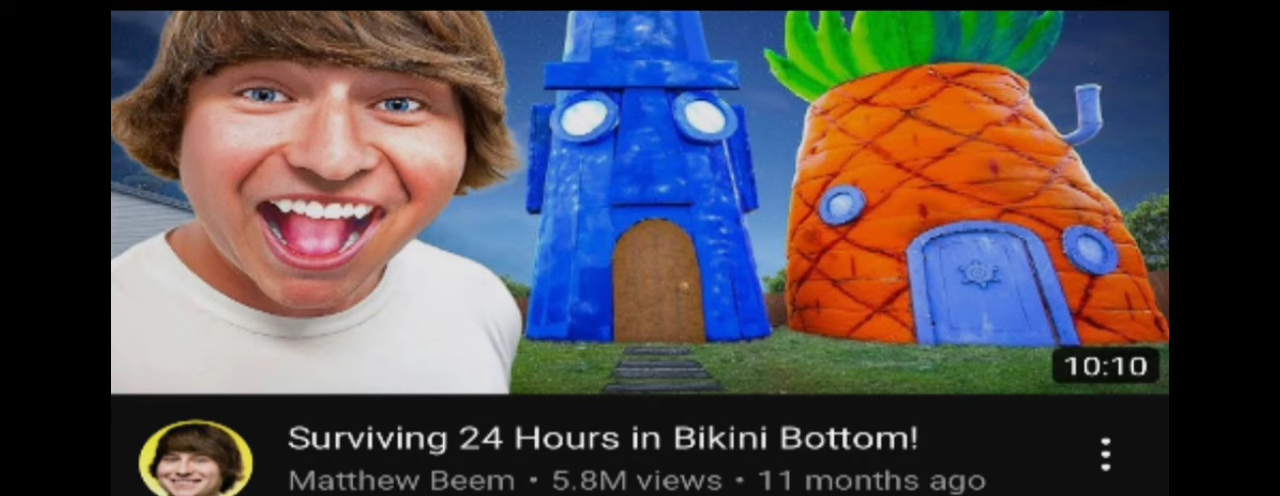 10:10
Surviving 24 Hours in Bikini Bottom!
Matthew Beem • 5.8M views • 11 months ago